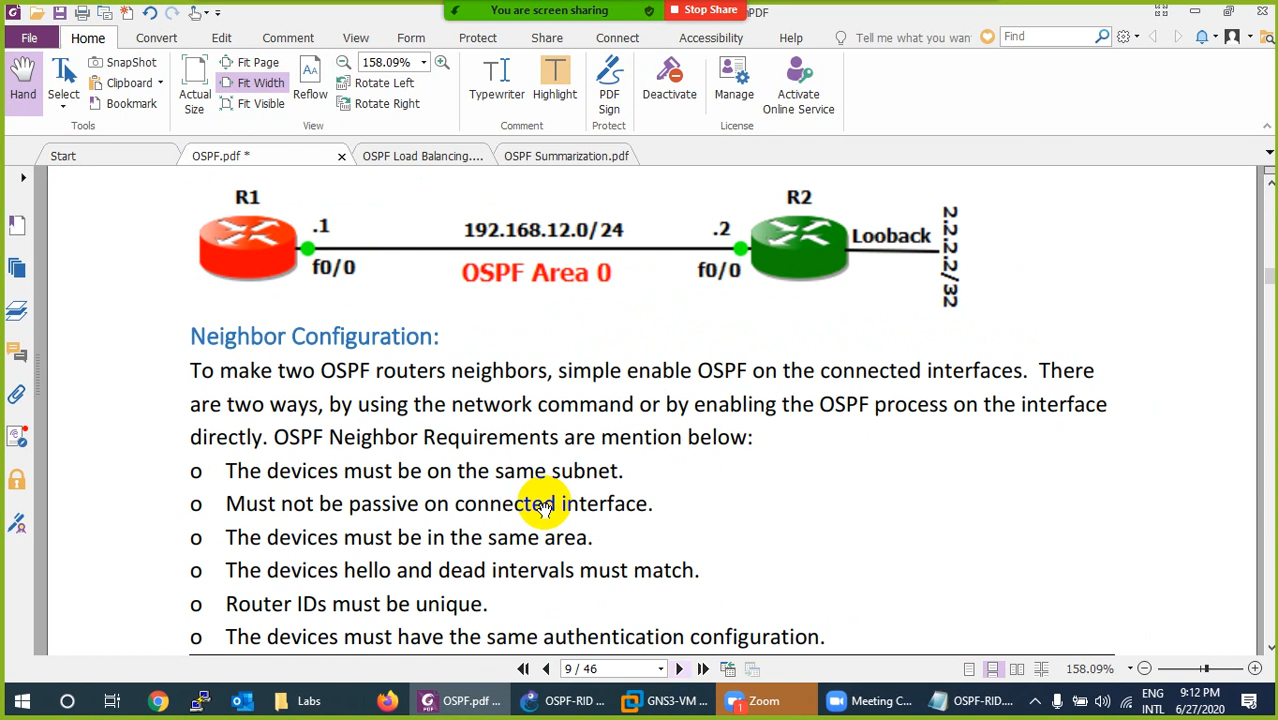 You are screen sharing
Stop Share
PDF
File
Home
Convert
Edit
Comment
View
Form
Protect
Share
Connect
Accessibility
Help
Tell me what you want
Find
Hand
Select
SnapShot
Clipboard
Bookmark
Tools
Actual
Size
Fit Page
Fit Width
Fit Visible
Reflow
158.09%
Rotate Left
Rotate Right
View
Typewriter
Highlight
Comment
PDF
Sign
Protect
Deactivate
Manage
License
Activate
Online Service
Start
OSPF.pdf *
OSPF Load Balancing....
OSPF Summarization.pdf
R1
.1
f0/0
192.168.12.0/24
OSPF Area 0
.2
f0/0
R2
Looback
2.2.2.2/32
Neighbor Configuration:
To make two OSPF routers neighbors, simple enable OSPF on the connected interfaces. There
are two ways, by using the network command or by enabling the OSPF process on the interface
directly. OSPF Neighbor Requirements are mention below:
o The devices must be on the same subnet.
o Must not be passive on connected interface.
o The devices must be in the same area.
o The devices hello and dead intervals must match.
o Router IDs must be unique.
o The devices must have the same authentication configuration.
9 / 46
158.09%
Labs
OSPF.pdf ...
OSPF-RID ...
GNS3-VM ...
1
Zoom
Meeting C...
OSPF-RID....
ENG
INTL
9:12 PM
6/27/2020